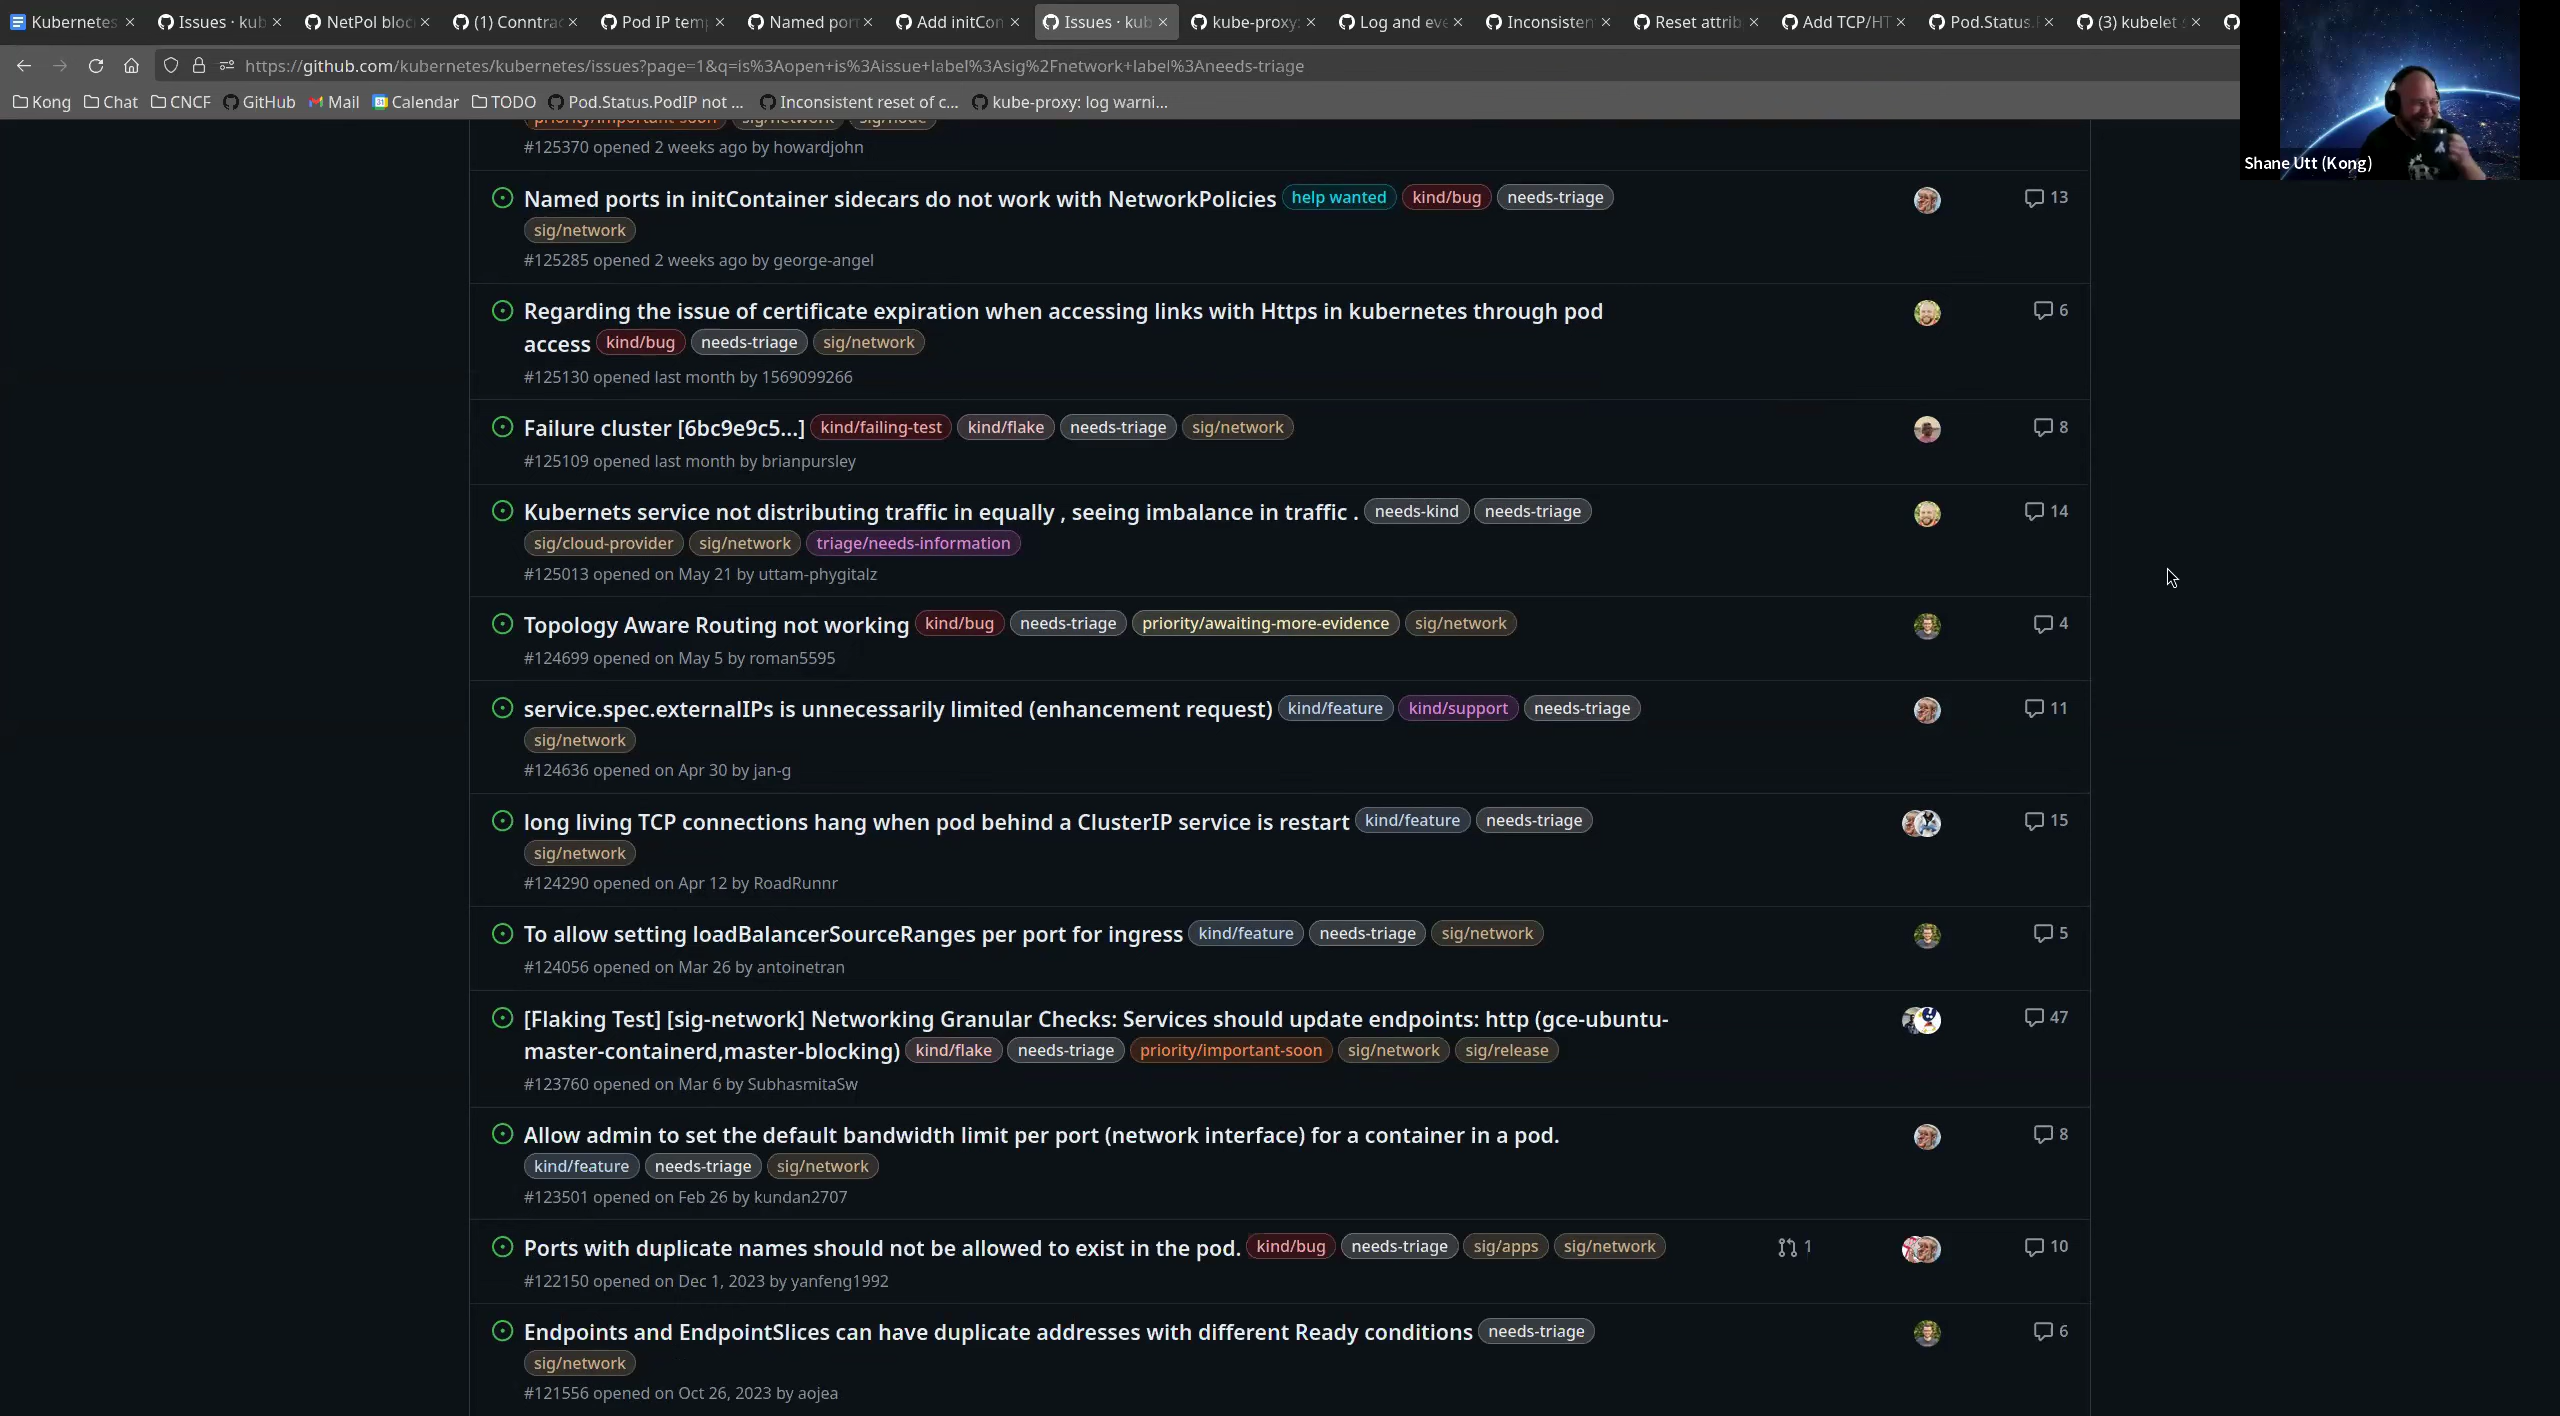 Kubernetes
Issues · kub
NetPol bloc
(1) Conntrac
Pod IP temp
Named por
Add initCon
Issues · kub
kube-proxy:
Log and eve
Inconsisten
Reset attrib
Add TCP/HT
Pod.Status.
(3) kubelet
https://github.com/kubernetes/kubernetes/issues?page=1&q=is%3Aopen+is%3Aissue+label%3Asig%2Fnetwork+label%3Aneeds-triage
Kong Chat CNCF GitHub Mail Calendar TODO Pod.Status.PodIP not ... Inconsistent reset of c... kube-proxy: log warni...
Shane Utt (Kong)
priority/important-soon sig/network sig/node
#125370 opened 2 weeks ago by howardjohn
Named ports in initContainer sidecars do not work with NetworkPolicies help wanted kind/bug needs-triage 13
sig/network
#125285 opened 2 weeks ago by george-angel
Regarding the issue of certificate expiration when accessing links with Https in kubernetes through pod 6
access kind/bug needs-triage sig/network
#125130 opened last month by 1569099266
Failure cluster [6bc9e9c5...] kind/failing-test kind/flake needs-triage sig/network 8
#125109 opened last month by brianpursley
Kubernets service not distributing traffic in equally , seeing imbalance in traffic . needs-kind needs-triage 14
sig/cloud-provider sig/network triage/needs-information
#125013 opened on May 21 by uttam-phygitalz
Topology Aware Routing not working kind/bug needs-triage priority/awaiting-more-evidence sig/network 4
#124699 opened on May 5 by roman5595
service.spec.externalIPs is unnecessarily limited (enhancement request) kind/feature kind/support needs-triage 11
sig/network
#124636 opened on Apr 30 by jan-g
long living TCP connections hang when pod behind a ClusterIP service is restart kind/feature needs-triage 15
sig/network
#124290 opened on Apr 12 by RoadRunnr
To allow setting loadBalancerSourceRanges per port for ingress kind/feature needs-triage sig/network 5
#124056 opened on Mar 26 by antoinetran
[Flaking Test] [sig-network] Networking Granular Checks: Services should update endpoints: http (gce-ubuntu- 47
master-containerd,master-blocking) kind/flake needs-triage priority/important-soon sig/network sig/release
#123760 opened on Mar 6 by SubhasmitaSw
Allow admin to set the default bandwidth limit per port (network interface) for a container in a pod. 8
kind/feature needs-triage sig/network
#123501 opened on Feb 26 by kundan2707
Ports with duplicate names should not be allowed to exist in the pod. kind/bug needs-triage sig/apps sig/network 1 10
#122150 opened on Dec 1, 2023 by yanfeng1992
Endpoints and EndpointSlices can have duplicate addresses with different Ready conditions needs-triage 6
sig/network
#121556 opened on Oct 26, 2023 by aojea